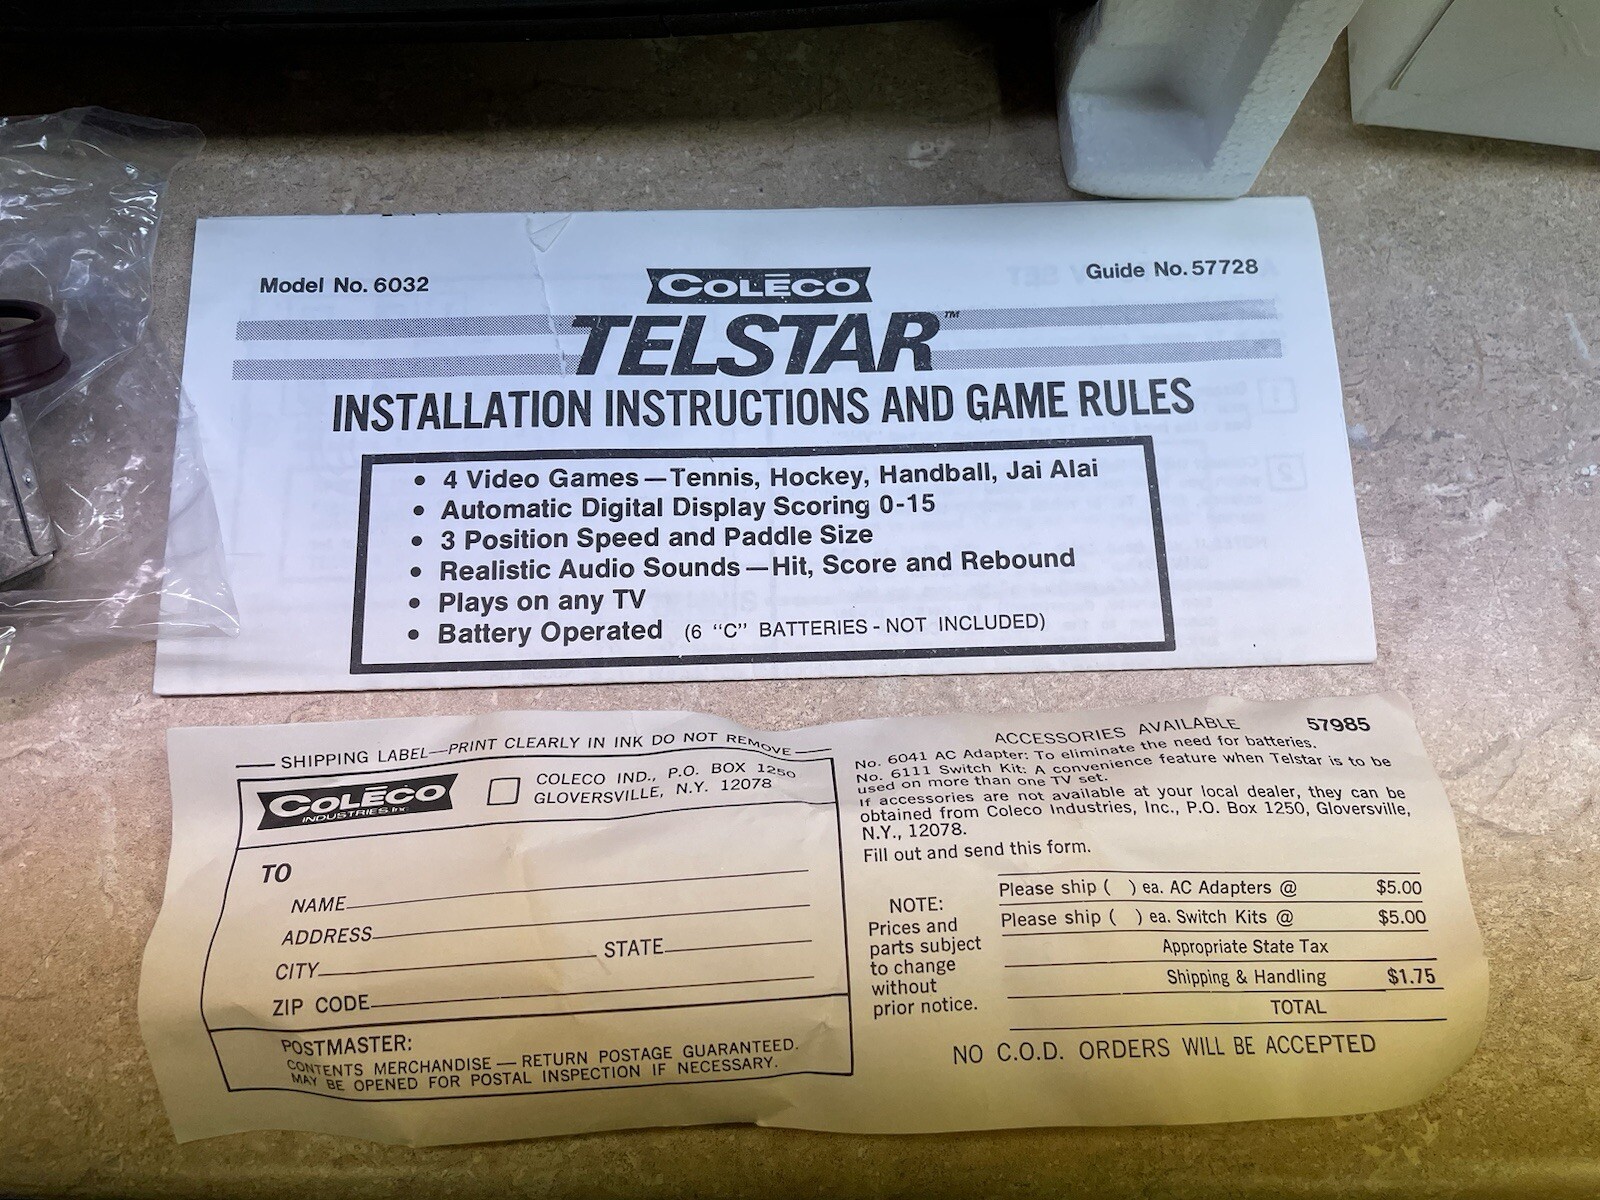 Model No. 6032
COLECO
Guide No. 57728
TELSTAR™
INSTALLATION INSTRUCTIONS AND GAME RULES
• 4 Video Games—Tennis, Hockey, Handball, Jai Alai
• Automatic Digital Display Scoring 0-15
• 3 Position Speed and Paddle Size
• Realistic Audio Sounds—Hit, Score and Rebound
• Plays on any TV
• Battery Operated (6 “C” BATTERIES - NOT INCLUDED)
SHIPPING LABEL—PRINT CLEARLY IN INK DO NOT REMOVE
COLECO
INDUSTRIES, Inc.
COLECO IND., P.O. BOX 1250
GLOVERSVILLE, N.Y. 12078
TO
NAME
ADDRESS
CITY STATE
ZIP CODE
POSTMASTER:
CONTENTS MERCHANDISE — RETURN POSTAGE GUARANTEED.
MAY BE OPENED FOR POSTAL INSPECTION IF NECESSARY.
ACCESSORIES AVAILABLE 57985
No. 6041 AC Adapter: To eliminate the need for batteries.
No. 6111 Switch Kit: A convenience feature when Telstar is to be
used on more than one TV set.
If accessories are not available at your local dealer, they can be
obtained from Coleco Industries, Inc., P.O. Box 1250, Gloversville,
N.Y., 12078.
Fill out and send this form.
NOTE:
Prices and
parts subject
to change
without
prior notice.
Please ship ( ) ea. AC Adapters @ $5.00
Please ship ( ) ea. Switch Kits @ $5.00
Appropriate State Tax
Shipping & Handling $1.75
TOTAL
NO C.O.D. ORDERS WILL BE ACCEPTED